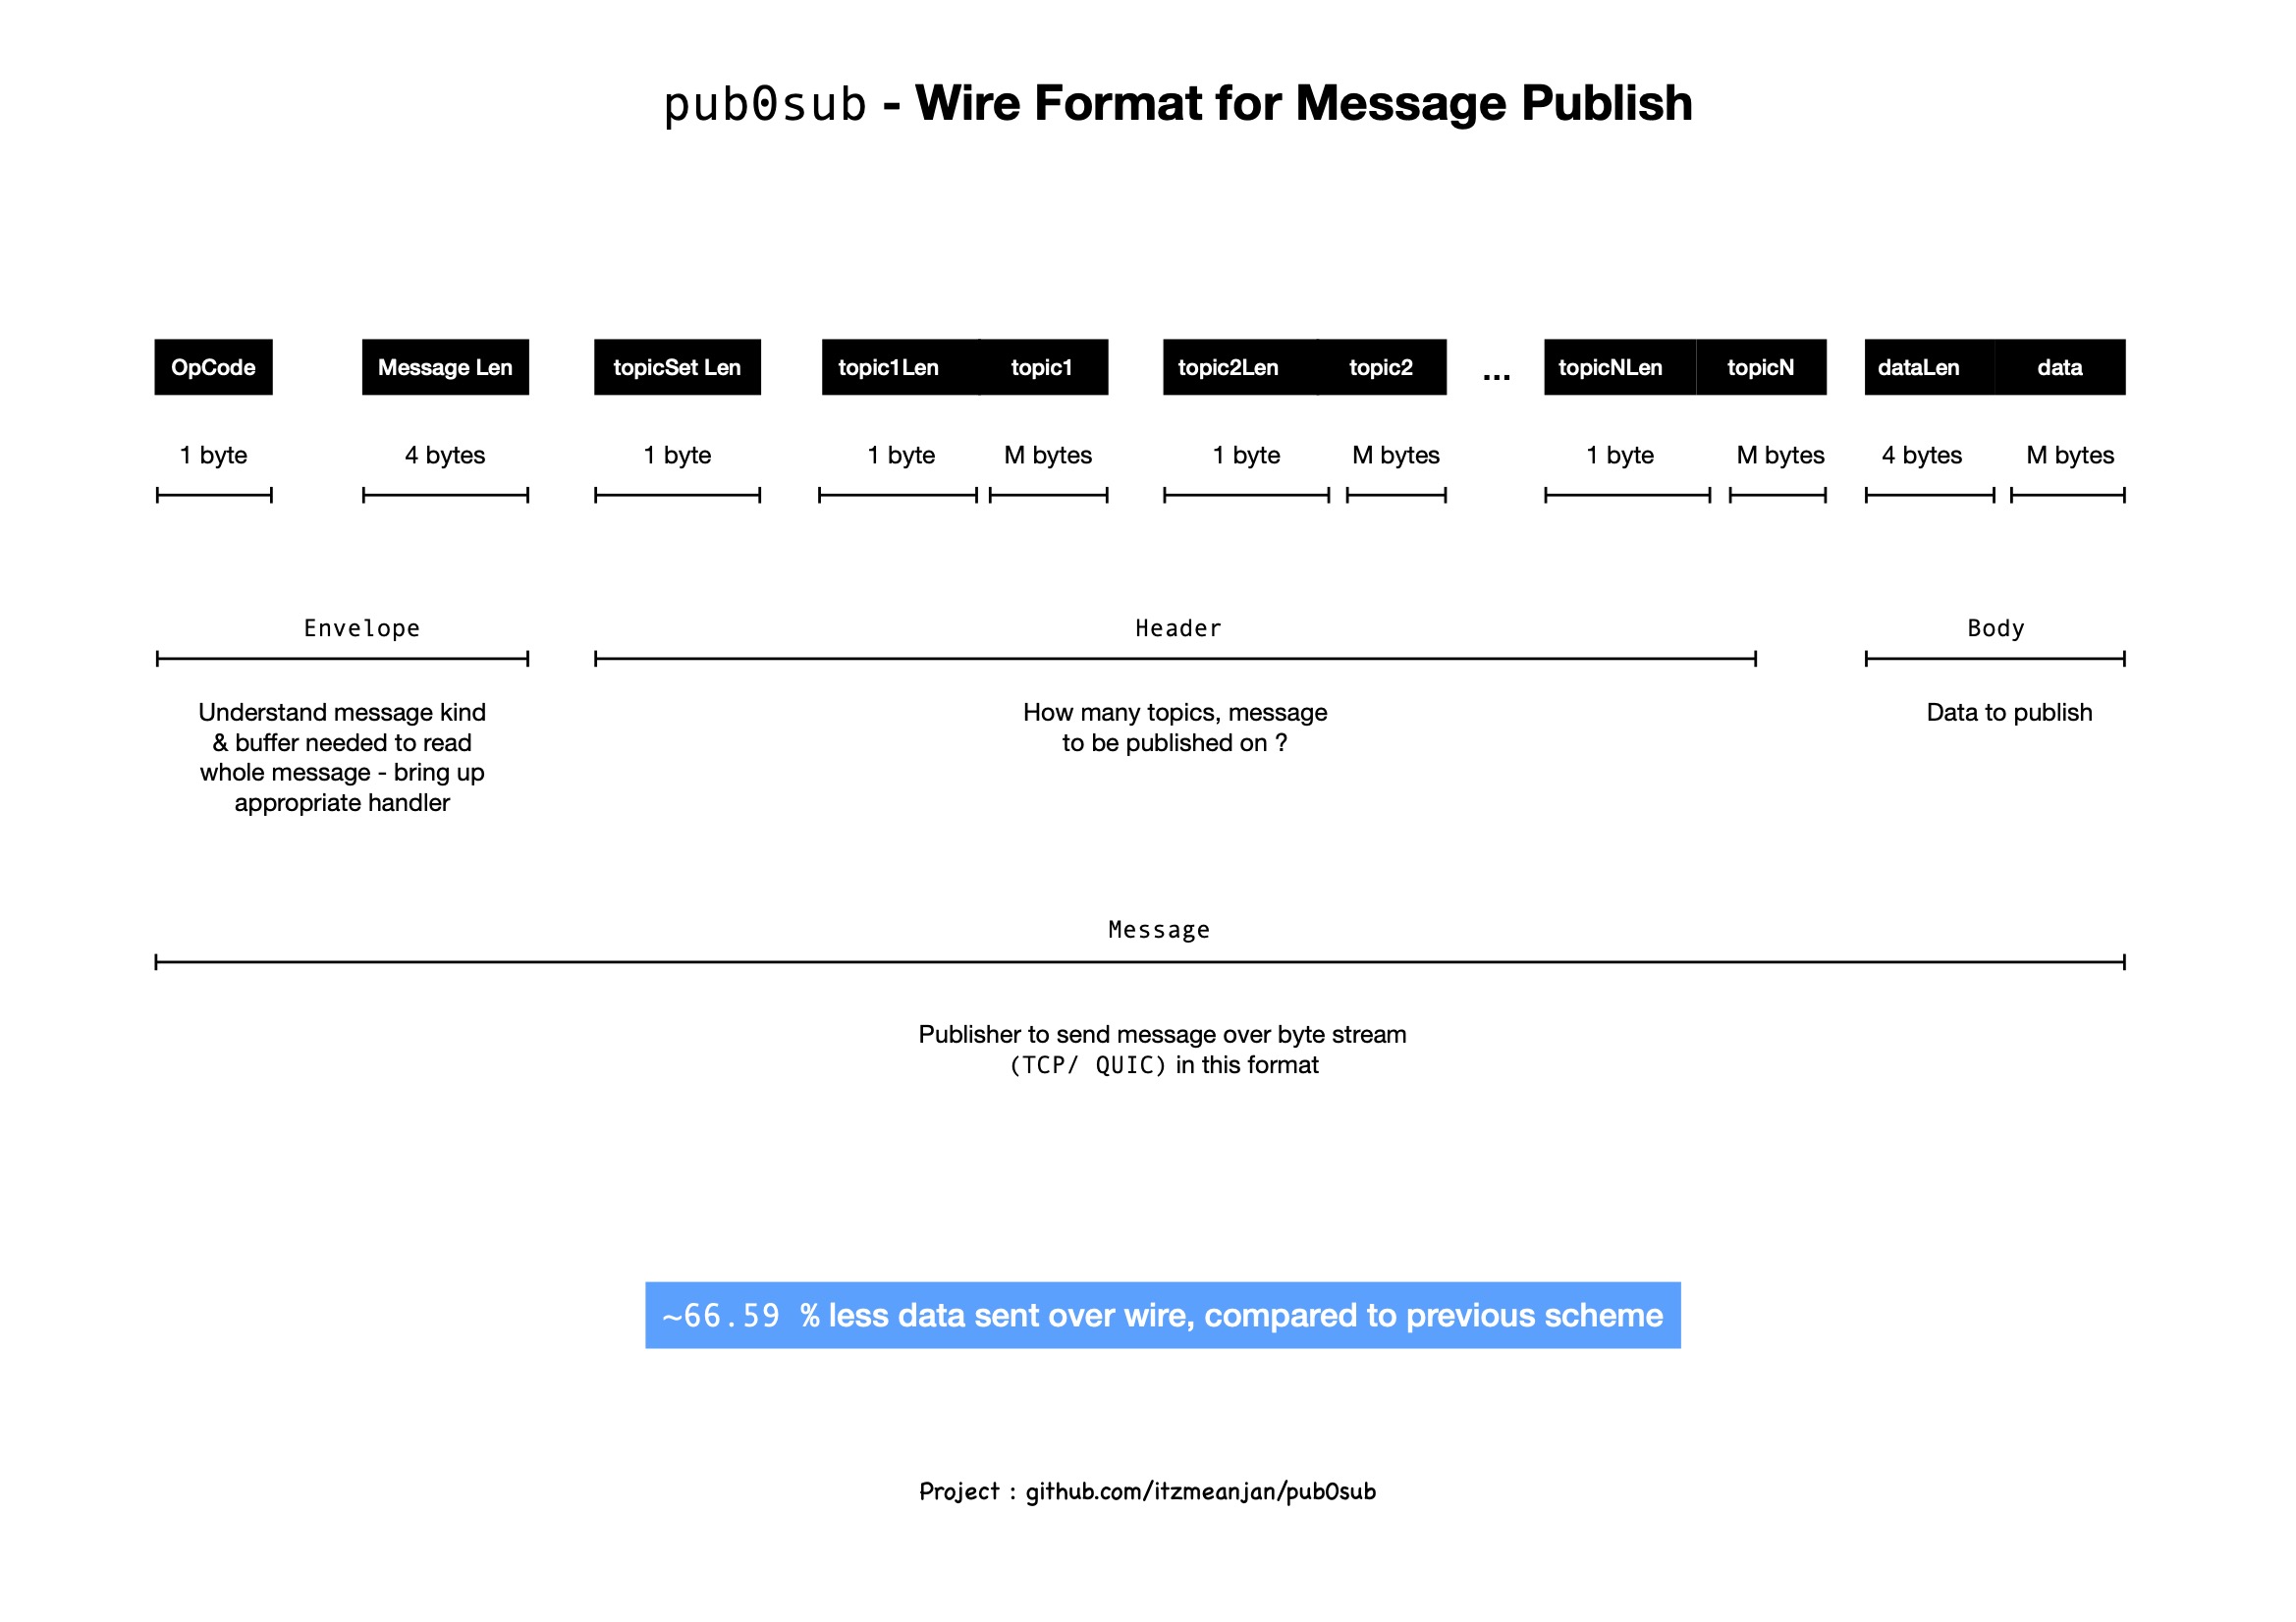 pub0sub - Wire Format for Message Publish
OpCode
Message Len
topicSet Len
topic1Len
topic1
topic2Len
topic2
...
topicNLen
topicN
dataLen
data
1 byte
4 bytes
1 byte
1 byte
M bytes
1 byte
M bytes
1 byte
M bytes
4 bytes
M bytes
Envelope
Understand message kind
& buffer needed to read
whole message - bring up
appropriate handler
Header
How many topics, message
to be published on ?
Body
Data to publish
Message
Publisher to send message over byte stream
(TCP/ QUIC) in this format
~66.59 % less data sent over wire, compared to previous scheme
Project : github.com/itzmeanjan/pub0sub